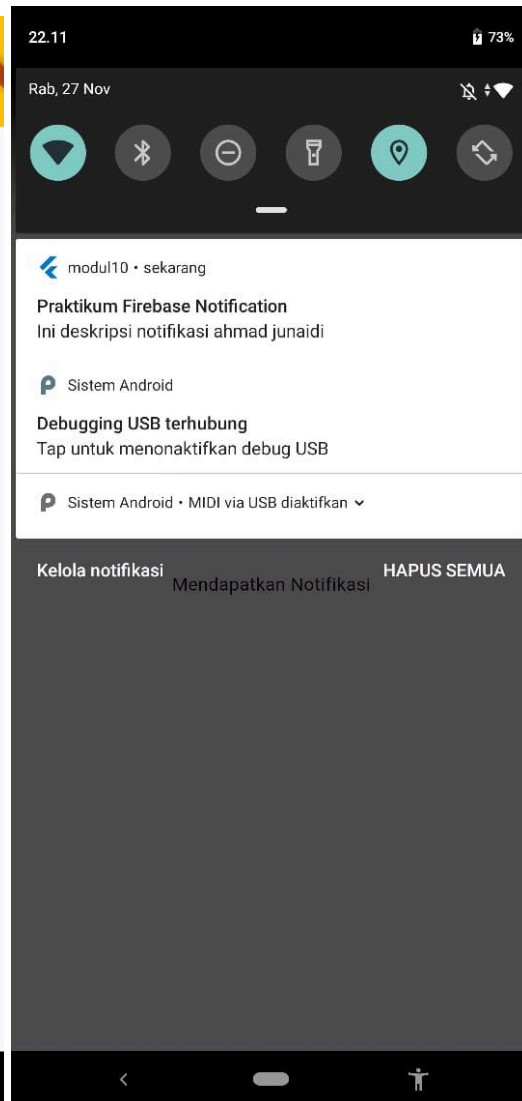 22.11
73%
Rab, 27 Nov
modul10 • sekarang
Praktikum Firebase Notification
Ini deskripsi notifikasi ahmad junaidi
Sistem Android
Debugging USB terhubung
Tap untuk menonaktifkan debug USB
Sistem Android • MIDI via USB diaktifkan
Kelola notifikasi
Mendapatkan Notifikasi
HAPUS SEMUA